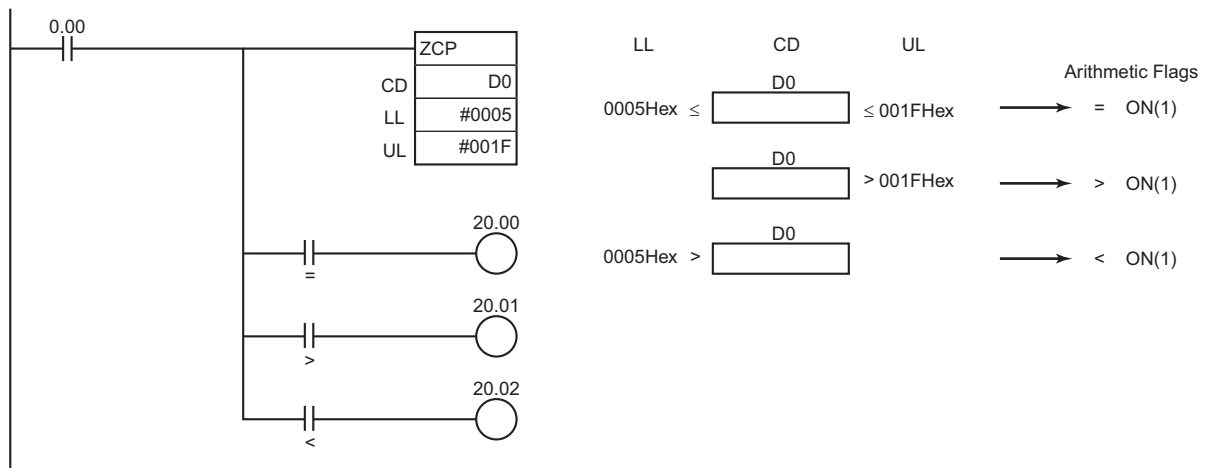 0.00
ZCP
CD D0
LL #0005
UL #001F
20.00
=
20.01
>
20.02
<
LL CD UL
Arithmetic Flags
D0
0005Hex ≤ ≤ 001FHex = ON(1)
D0
> 001FHex > ON(1)
D0
0005Hex > < ON(1)